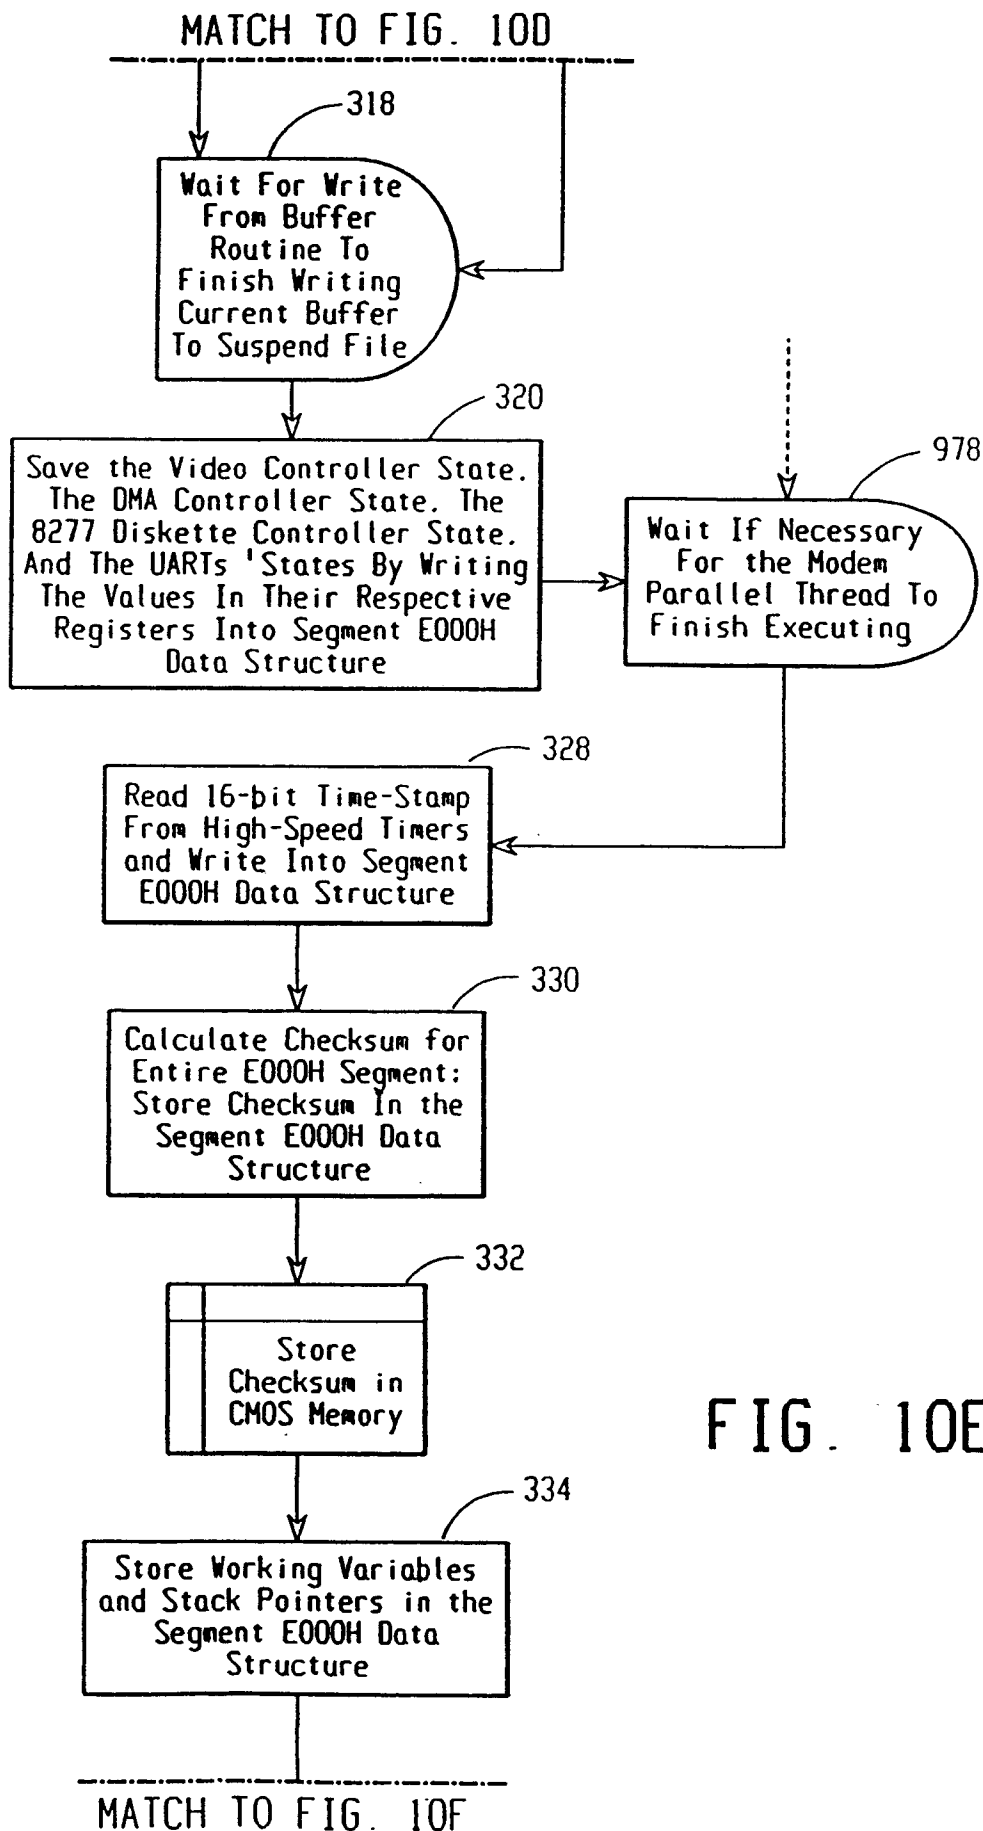 MATCH TO FIG. 10D
318
Wait For Write
From Buffer
Routine To
Finish Writing
Current Buffer
To Suspend File
320
Save the Video Controller State.
The DMA Controller State. The
8277 Diskette Controller State.
And The UARTs 'States By Writing
The Values In Their Respective
Registers Into Segment E000H
Data Structure
978
Wait If Necessary
For the Modem
Parallel Thread To
Finish Executing
328
Read 16-bit Time-Stamp
From High-Speed Timers
and Write Into Segment
E000H Data Structure
330
Calculate Checksum for
Entire E000H Segment:
Store Checksum In the
Segment E000H Data
Structure
332
Store
Checksum in
CMOS Memory
FIG. 10E
334
Store Working Variables
and Stack Pointers in the
Segment E000H Data
Structure
MATCH TO FIG. 10F